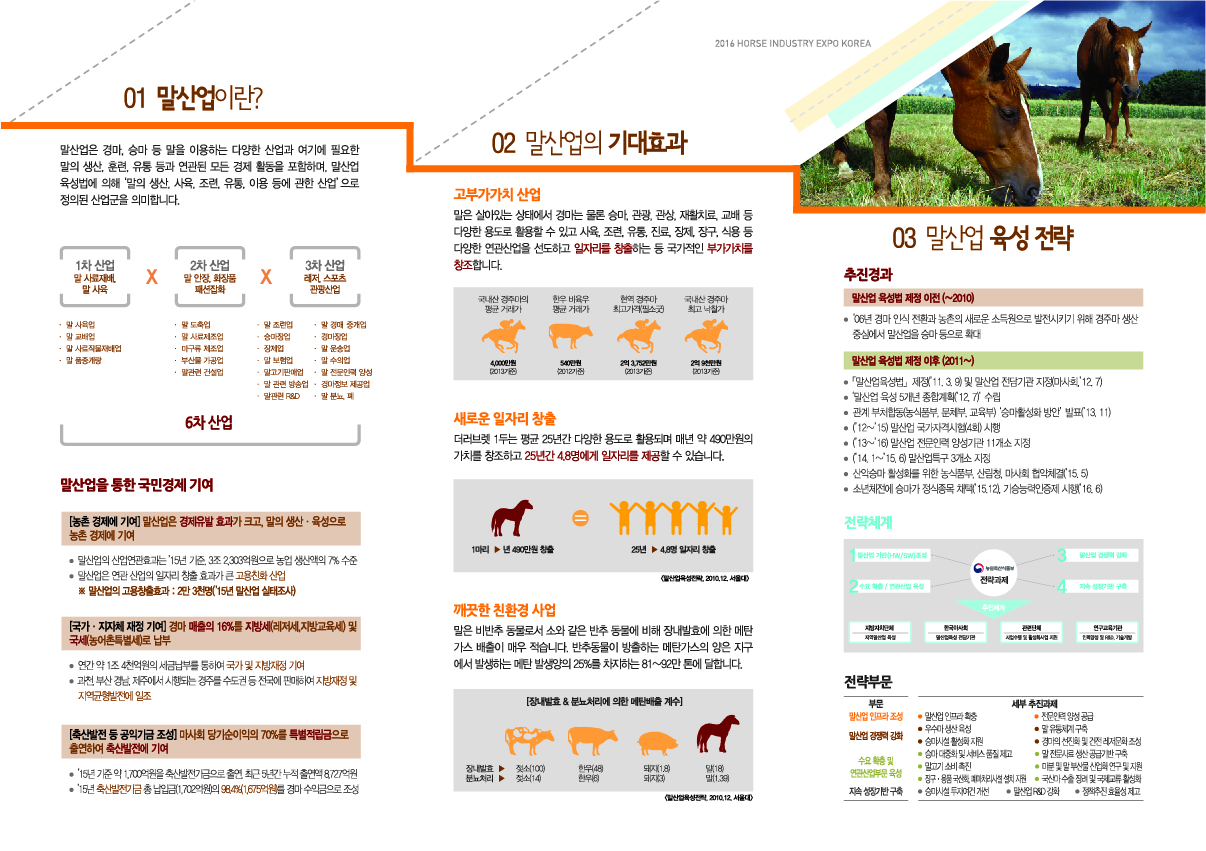 2016 HORSE INDUSTRY EXPO KOREA
01 말산업이란?
말산업은 경마, 승마 등 말을 이용하는 다양한 산업과 여기에 필요한
말의 생산, 훈련, 유통 등과 연관된 모든 경제 활동을 포함하며, 말산업
육성법에 의해 '말의 생산, 사육, 조련, 유통, 이용 등에 관한 산업'으로
정의된 산업군을 의미합니다.
1차 산업
말 사료재배,
말 사육
X
2차 산업
말 안장, 화장품
패션잡화
X
3차 산업
레저, 스포츠
관광산업
· 말 사육업
· 말 교배업
· 말 사료작물재배업
· 말 품종개량
· 말 도축업
· 말 사료제조업
· 마구류 제조업
· 부산물 가공업
· 말관련 건설업
· 말 조련업
· 승마장업
· 장제업
· 말 보험업
· 말고기판매업
· 말 관련 방송업
· 말관련 R&D
· 말 경매 중개업
· 경마장업
· 말 운송업
· 말 수의업
· 말 전문인력 양성
· 경마정보 제공업
· 말 분뇨, 폐
6차 산업
말산업을 통한 국민경제 기여
[농촌 경제에 기여] 말산업은 경제유발 효과가 크고, 말의 생산 · 육성으로
농촌 경제에 기여
● 말산업의 산업연관효과는 '15년 기준, 3조 2,303억원으로 농업 생산액의 7% 수준
● 말산업은 연관 산업의 일자리 창출 효과가 큰 고용친화 산업
※ 말산업의 고용창출효과 : 2만 3천명('15년 말산업 실태조사)
[국가 · 지자체 재정 기여] 경마 매출의 16%를 지방세(레저세,지방교육세) 및
국세(농어촌특별세)로 납부
● 연간 약 1조 4천억원의 세금납부를 통하여 국가 및 지방재정 기여
● 과천, 부산 경남, 제주에서 시행되는 경주를 수도권 등 전국에 판매하여 지방재정 및
지역균형발전에 일조
[축산발전 등 공익기금 조성] 마사회 당기순이익의 70%를 특별적립금으로
출연하여 축산발전에 기여
● '15년 기준 약 1,700억원을 축산발전기금으로 출연. 최근 5년간 누적 출연액 8,727억원
● '15년 축산발전기금 총 납입금(1,702억원)의 98.4%(1,675억원)를 경마 수익금으로 조성
02 말산업의 기대효과
고부가가치 산업
말은 살아있는 상태에서 경마는 물론 승마, 관광, 관상, 재활치료, 교배 등
다양한 용도로 활용할 수 있고 사육, 조련, 유통, 진료, 장제, 장구, 식용 등
다양한 연관산업을 선도하고 일자리를 창출하는 등 국가적인 부가가치를
창조합니다.
국내산 경주마의
평균 거래가
4,000만원
(2013기준)
한우 비육우
평균 거래가
540만원
(2012기준)
현역 경주마
최고가격(필소굿)
2억 3,752만원
(2013기준)
국내산 경주마
최고 낙찰가
2억 9천만원
(2013기준)
새로운 일자리 창출
더러브렛 1두는 평균 25년간 다양한 용도로 활용되며 매년 약 490만원의
가치를 창조하고 25년간 4.8명에게 일자리를 제공할 수 있습니다.
1마리 ▶ 년 490만원 창출
=
25년 ▶ 4.8명 일자리 창출
<말산업육성전략, 2010.12, 서울대>
깨끗한 친환경 사업
말은 비반추 동물로서 소와 같은 반추 동물에 비해 장내발효에 의한 메탄
가스 배출이 매우 적습니다. 반추동물이 방출하는 메탄가스의 양은 지구
에서 발생하는 메탄 발생양의 25%를 차지하는 81~92만 톤에 달합니다.
[장내발효 & 분뇨처리에 의한 메탄배출 계수]
장내발효 ▶ 젖소(100) 한우(48) 돼지(1.8) 말(18)
분뇨처리 ▶ 젖소(14) 한우(6) 돼지(3) 말(1.39)
<말산업육성전략, 2010.12, 서울대>
03 말산업 육성 전략
추진경과
말산업 육성법 제정 이전 (~2010)
● '06년 경마 인식 전환과 농촌의 새로운 소득원으로 발전시키기 위해 경주마 생산
중심에서 말산업을 승마 등으로 확대
말산업 육성법 제정 이후 (2011~)
● 「말산업육성법」 제정('11. 3. 9) 및 말산업 전담기관 지정(마사회,'12. 7)
● '말산업 육성 5개년 종합계획('12. 7)' 수립
● 관계 부처합동(농식품부, 문체부, 교육부) '승마활성화 방안' 발표('13. 11)
● ('12~'15) 말산업 국가자격시험(4회) 시행
● ('13~'16) 말산업 전문인력 양성기관 11개소 지정
● ('14. 1~'15. 6) 말산업특구 3개소 지정
● 산악승마 활성화를 위한 농식품부, 산림청, 마사회 협약체결('15. 5)
● 소년체전에 승마가 정식종목 채택('15.12), 기승능력인증제 시행('16. 6)
전략체계
1 말산업 기반(HW/SW)조성
2 수요 확충 / 연관산업 육성
농림축산식품부
전략과제
3 말산업 경쟁력 강화
4 지속 성장기반 구축
추진체계
지방자치단체
지역말산업 육성
한국마사회
말산업육성 전담기관
관련단체
사업수행 및 활성화사업 지원
연구교육기관
인력양성 및 R&D, 기술개발
전략부문
부문
세부 추진과제
말산업 인프라 조성
● 말산업 인프라 확충
● 전문인력 양성 공급
말산업 경쟁력 강화
● 우수마 생산 육성
● 말 유통체계 구축
● 승마시설 활성화 지원
● 경마의 선진화 및 건전 레저문화 조성
수요 확충 및
연관산업부문 육성
● 승마 대중화 및 서비스 품질 제고
● 말 전문사료 생산 공급기반 구축
● 말고기 소비 촉진
● 마분 및 말 부산물 산업화 연구 및 지원
● 장구 · 용품 국산화, 폐마처리시설 설치 지원
● 국산마 수출 장려 및 국제교류 활성화
지속 성장기반 구축
● 승마시설 투자여건 개선
● 말산업 R&D 강화
● 정책추진 효율성 제고